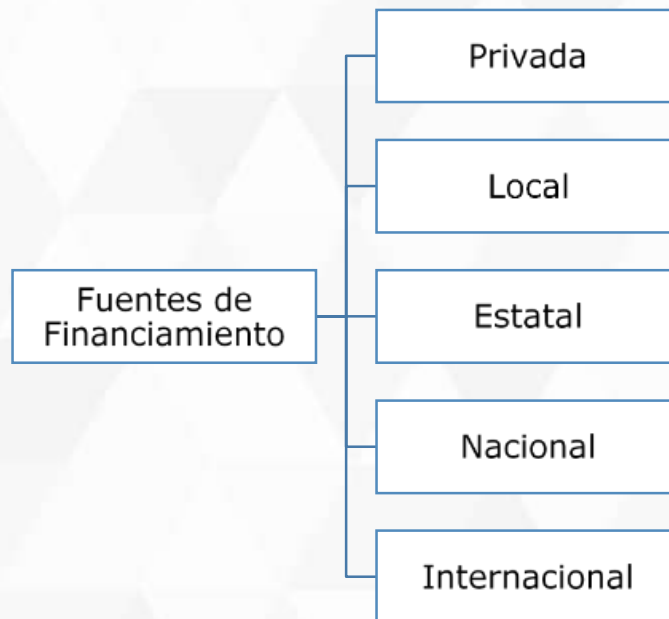 Privada
Local
Fuentes de
Financiamiento
Estatal
Nacional
Internacional